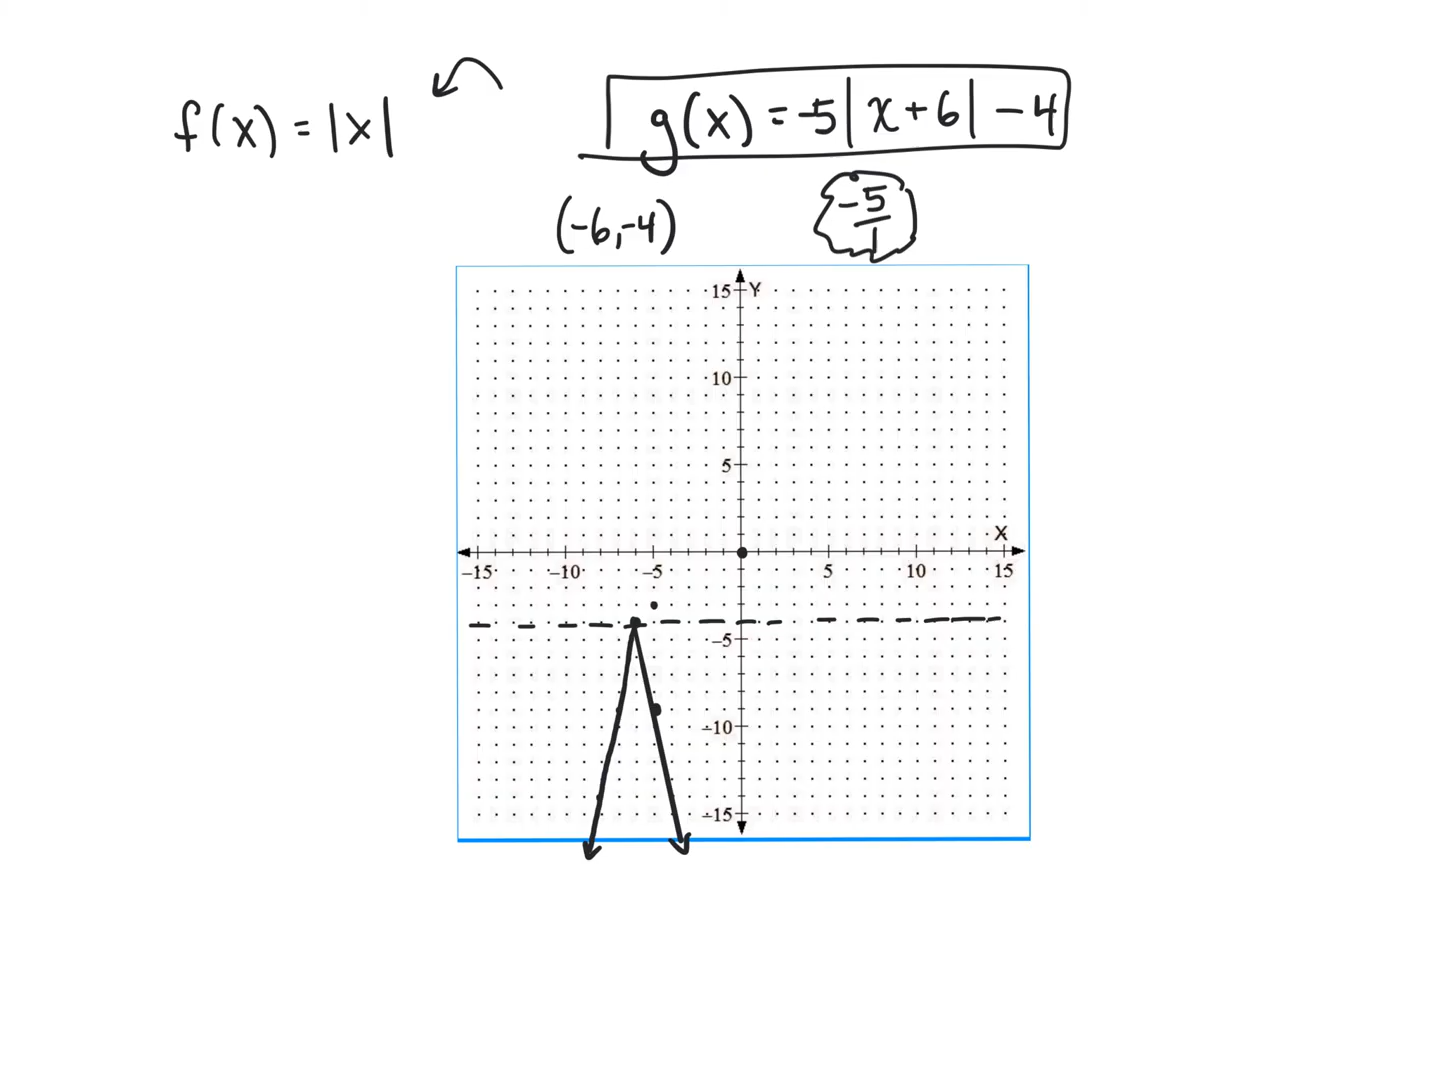 f(x) = |x|
g(x) = -5|x+6| - 4
(-6,-4)
-5
1
15 Y
10
5
X
-15 -10 -5 5 10 15
-5
-10
-15